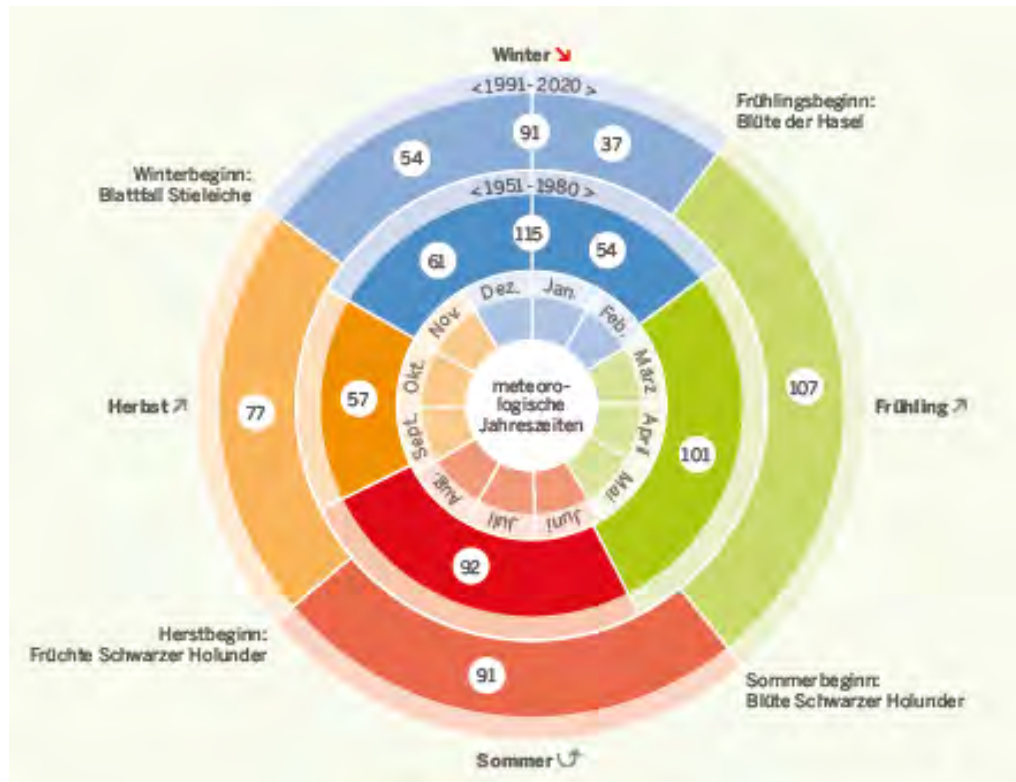 Winter ↘
<1991-2020>
Frühlingsbeginn:
Blüte der Hasel
54
91
37
Winterbeginn:
Blattfall Stieleiche
<1951-1980>
61
115
54
Dez.
Jan.
Nov.
Feb.
Okt.
März
Sept.
April
Aug.
Mai
Juli
Juni
meteoro-
logische
Jahreszeiten
Herbst ↗
77
57
101
107
Frühling ↗
92
91
Herstbeginn:
Früchte Schwarzer Holunder
Sommerbeginn:
Blüte Schwarzer Holunder
Sommer